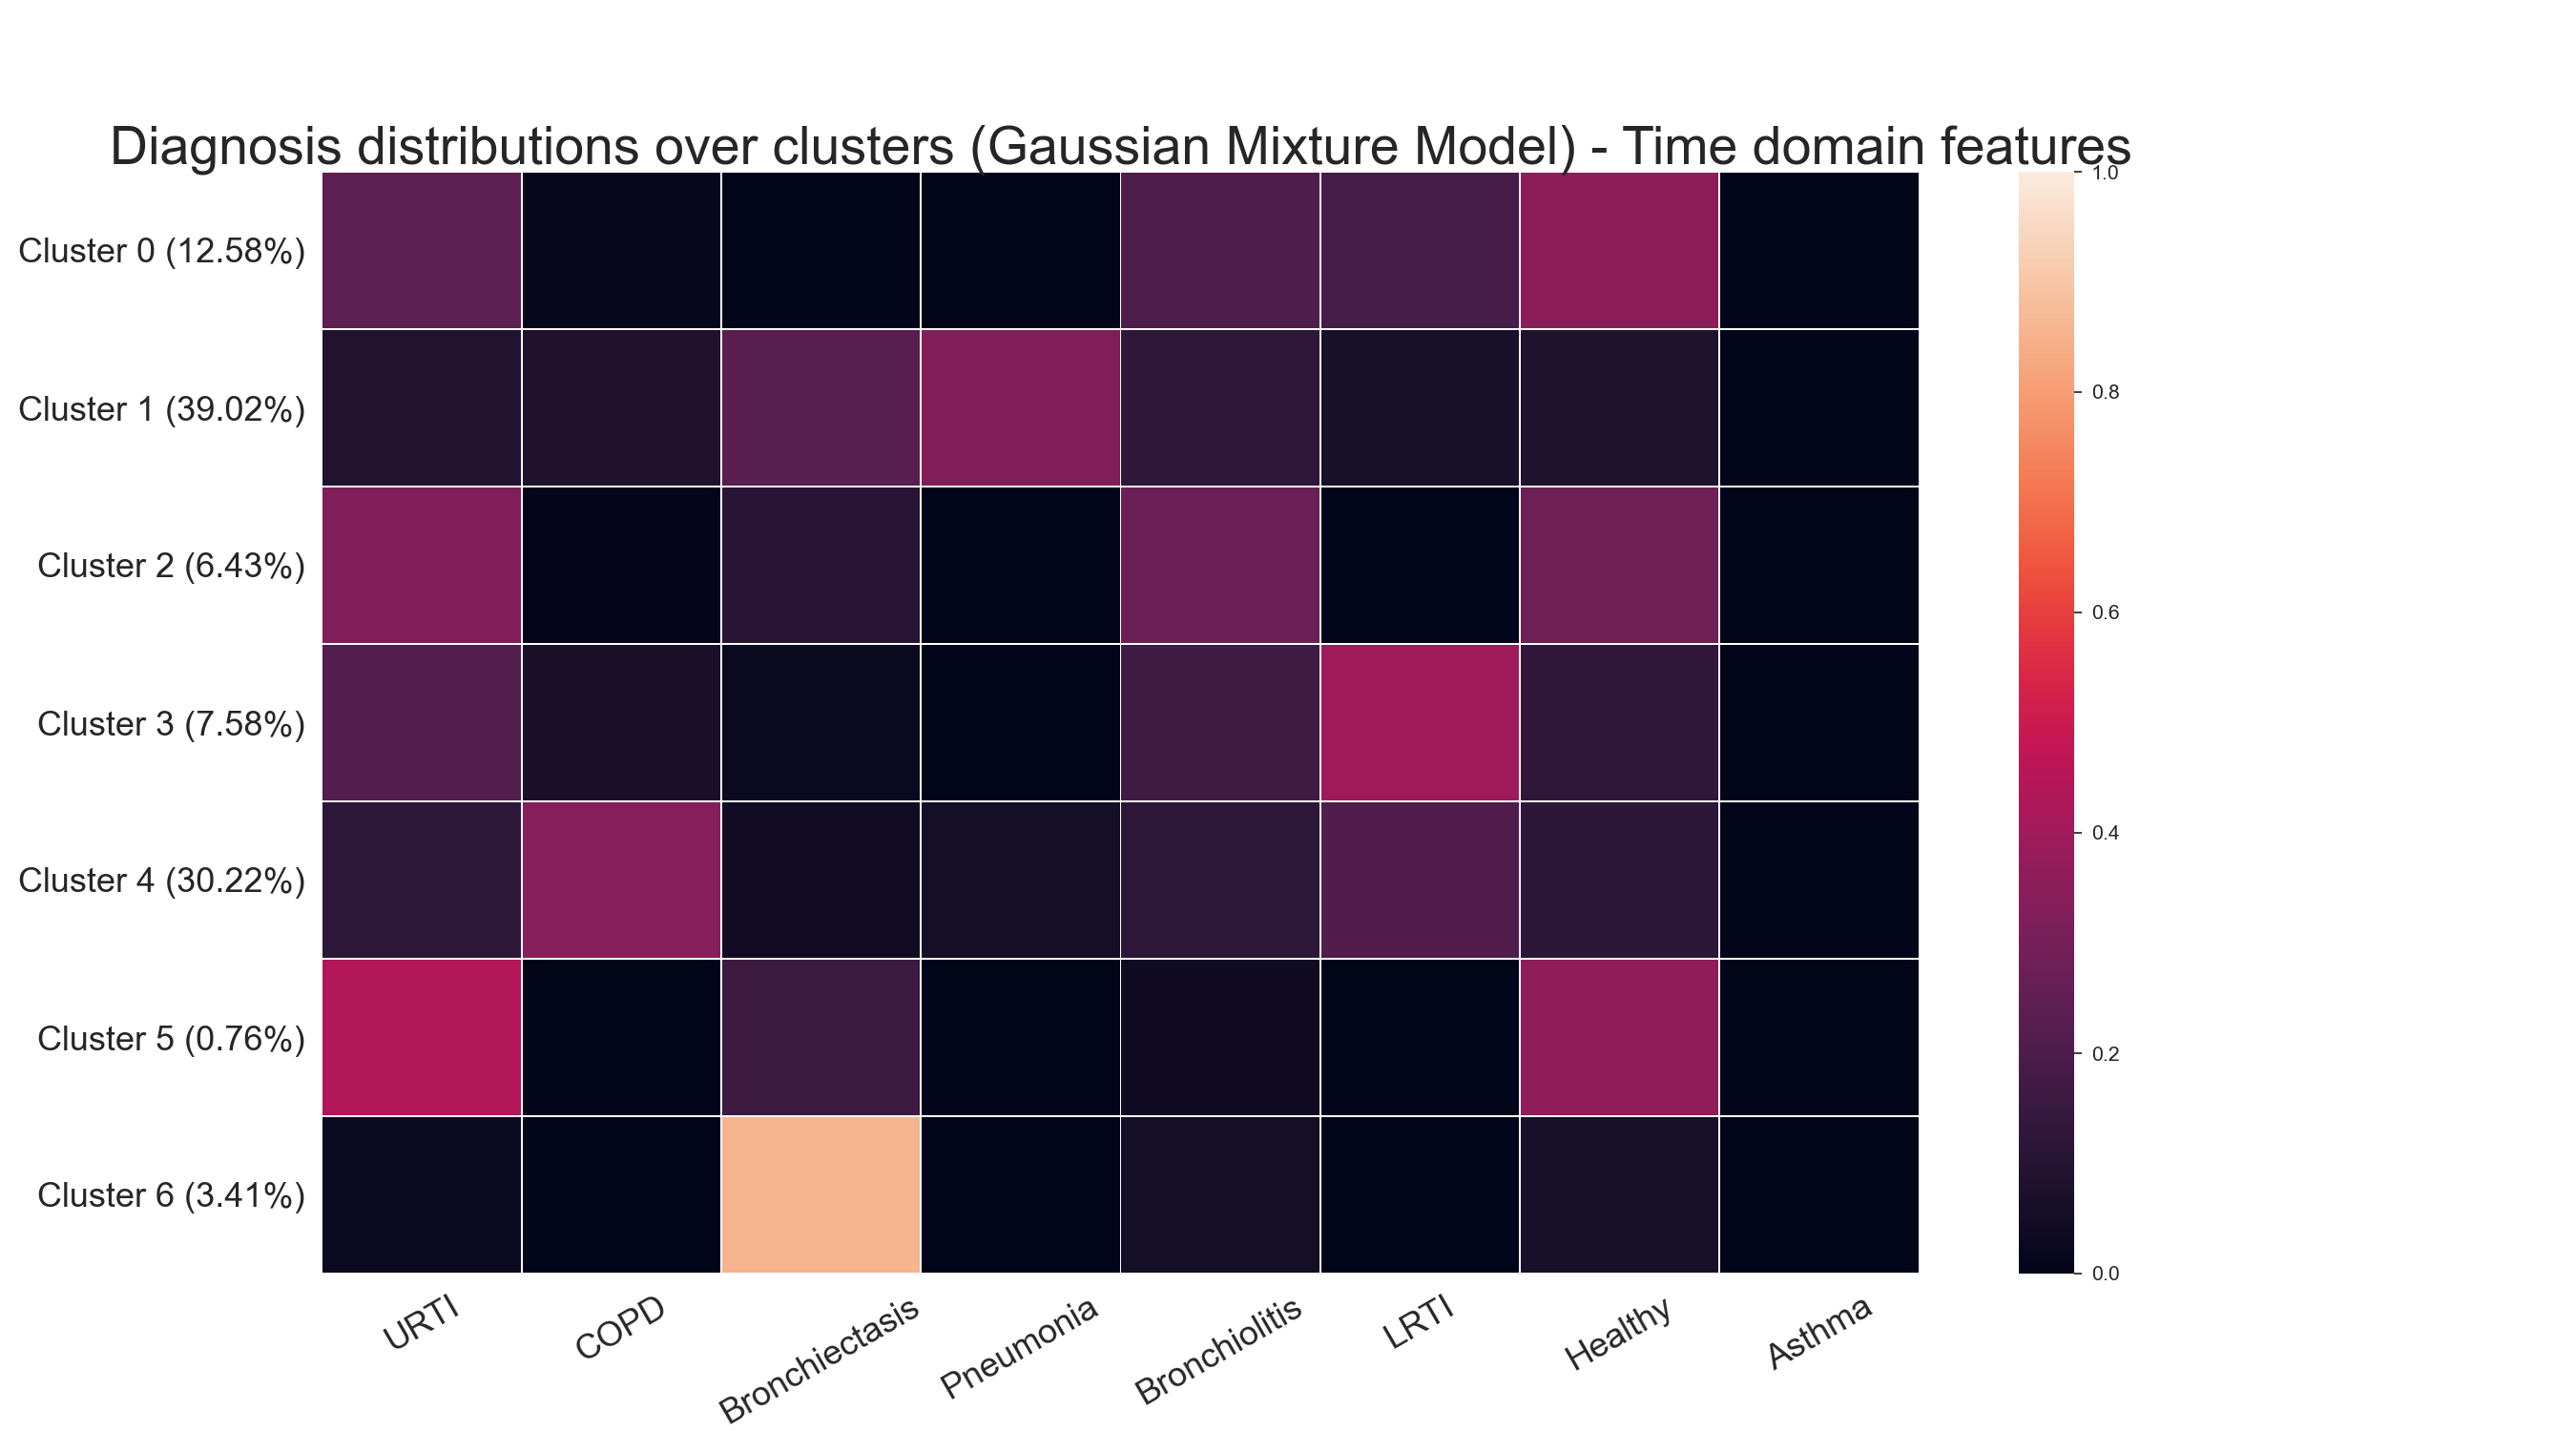 Diagnosis distributions over clusters (Gaussian Mixture Model) - Time domain features
Cluster 0 (12.58%)
Cluster 1 (39.02%)
Cluster 2 (6.43%)
Cluster 3 (7.58%)
Cluster 4 (30.22%)
Cluster 5 (0.76%)
Cluster 6 (3.41%)
URTI
COPD
Bronchiectasis
Pneumonia
Bronchiolitis
LRTI
Healthy
Asthma
1.0
0.8
0.6
0.4
0.2
0.0